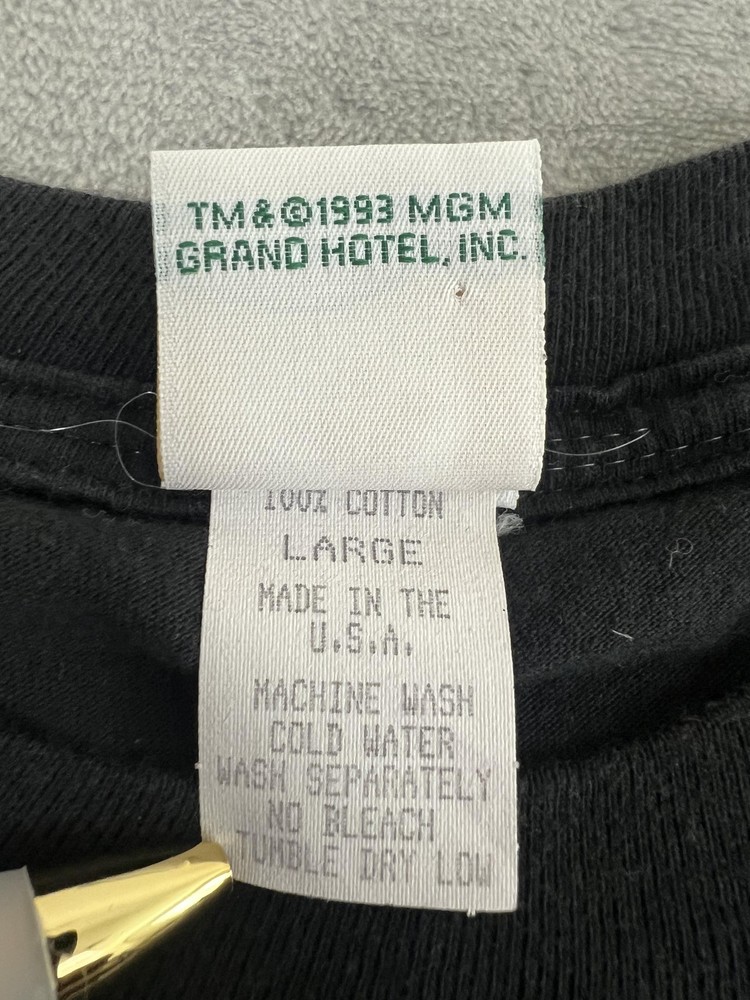 TM&©1993 MGM
GRAND HOTEL, INC.
100% COTTON
LARGE
MADE IN THE
U.S.A.
MACHINE WASH
COLD WATER
WASH SEPARATELY
NO BLEACH
TUMBLE DRY LOW